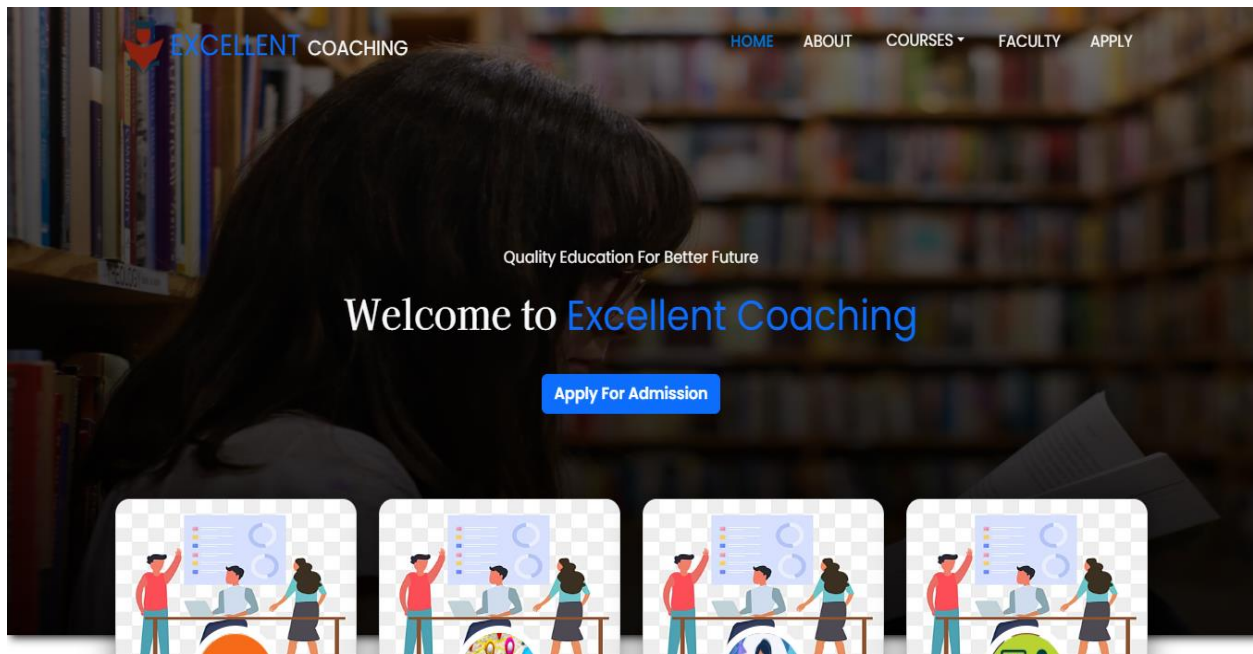 EXCELLENT COACHING
HOME ABOUT COURSES FACULTY APPLY
Quality Education For Better Future
Welcome to Excellent Coaching
Apply For Admission